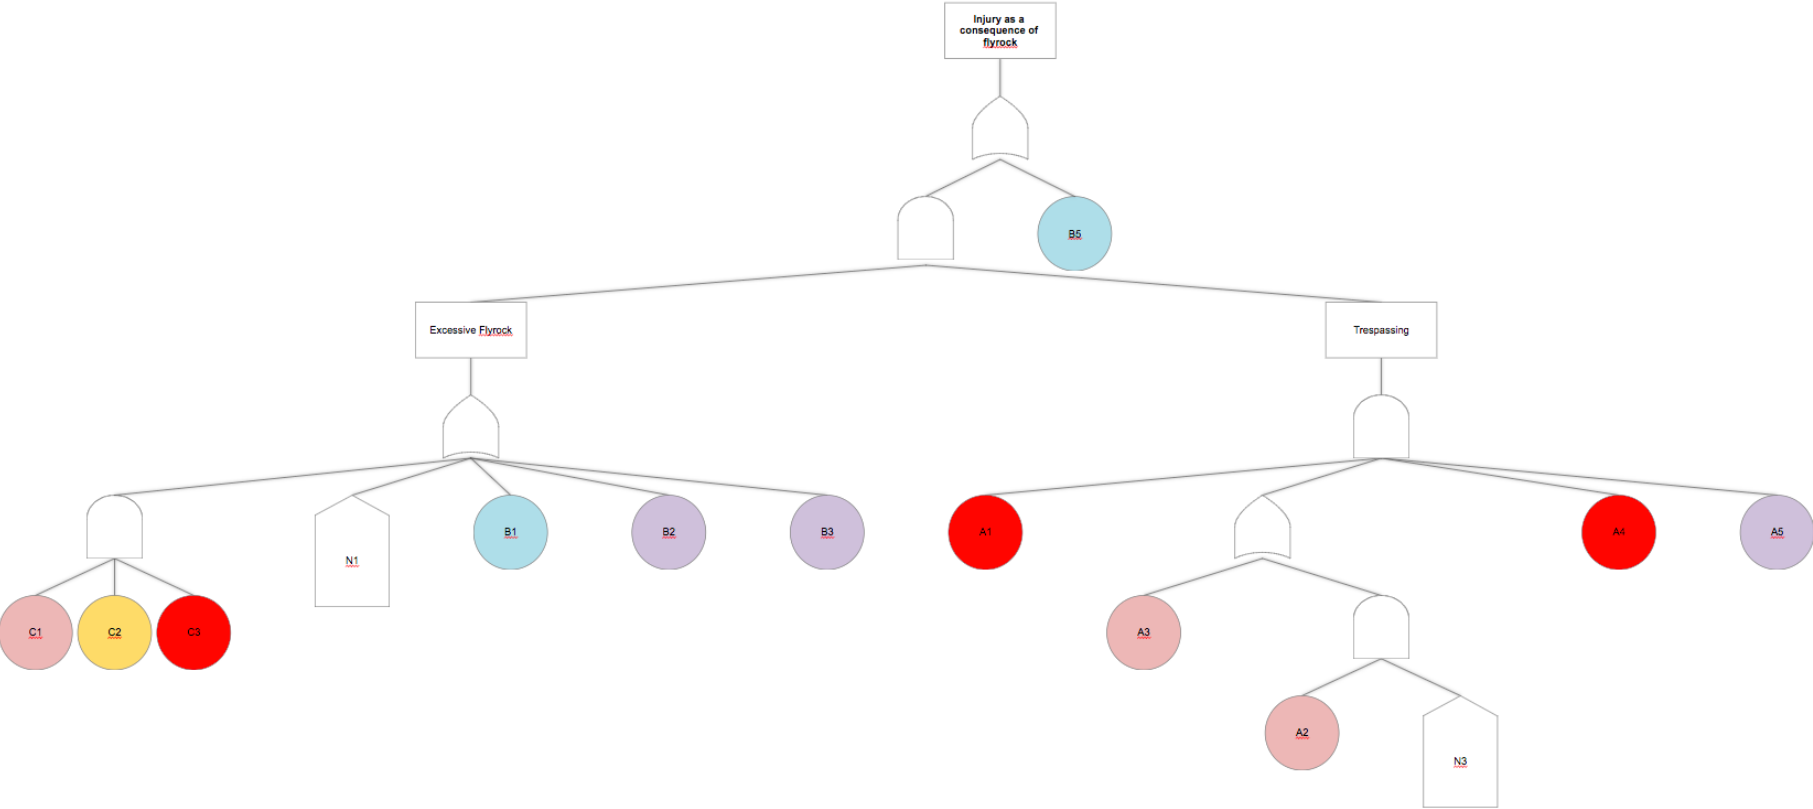 Injury as a
consequence of
flyrock
B5
Excessive Flyrock
Trespassing
N1
B1
B2
B3
A1
A4
A5
C1
C2
C3
A3
A2
N3